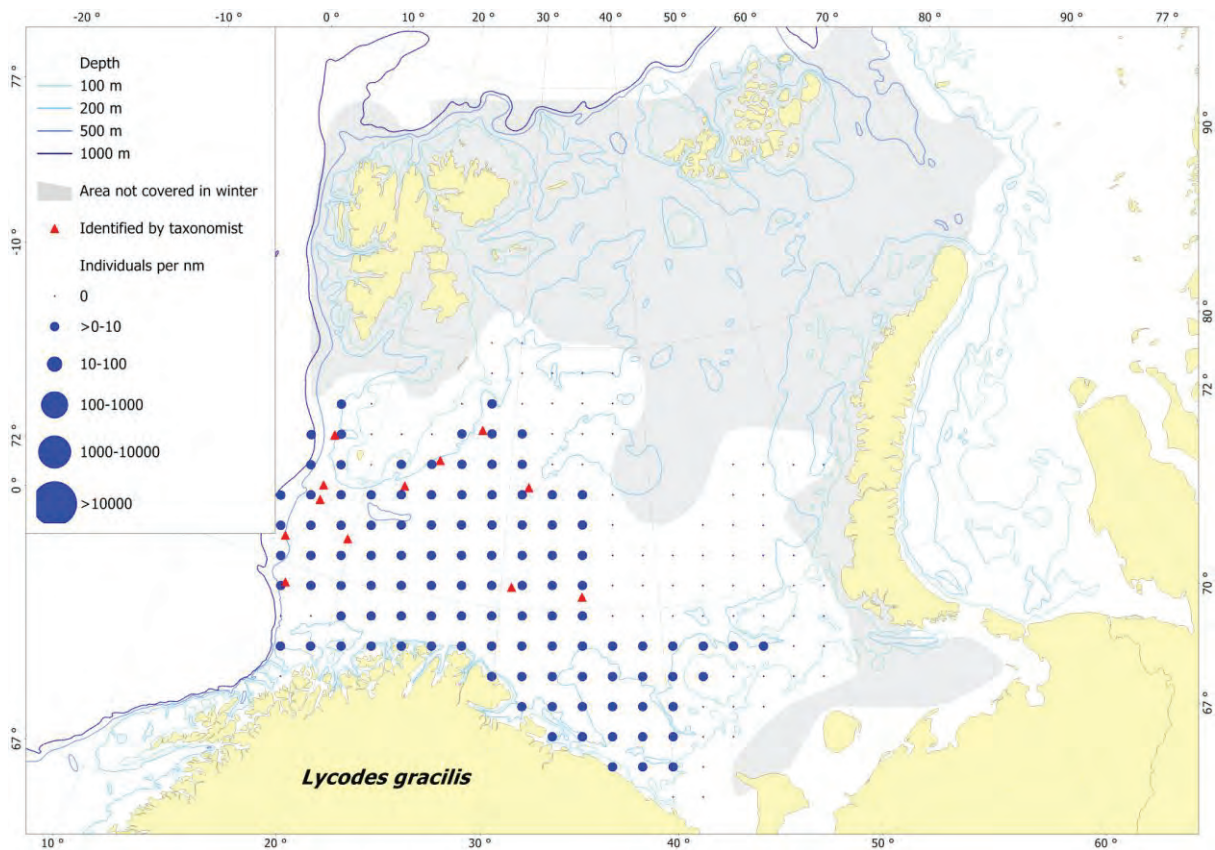 -20 ° -10 ° 0 ° 10 ° 20 ° 30 ° 40 ° 50 ° 60 ° 70 ° 80 ° 90 ° 77 °
77 °
-10 °
72 °
0 °
67 °
Depth
100 m
200 m
500 m
1000 m
Area not covered in winter
Identified by taxonomist
Individuals per nm
0
>0-10
10-100
100-1000
1000-10000
>10000
90 °
80 °
72 °
70 °
67 °
Lycodes gracilis
10 ° 20 ° 30 ° 40 ° 50 ° 60 °